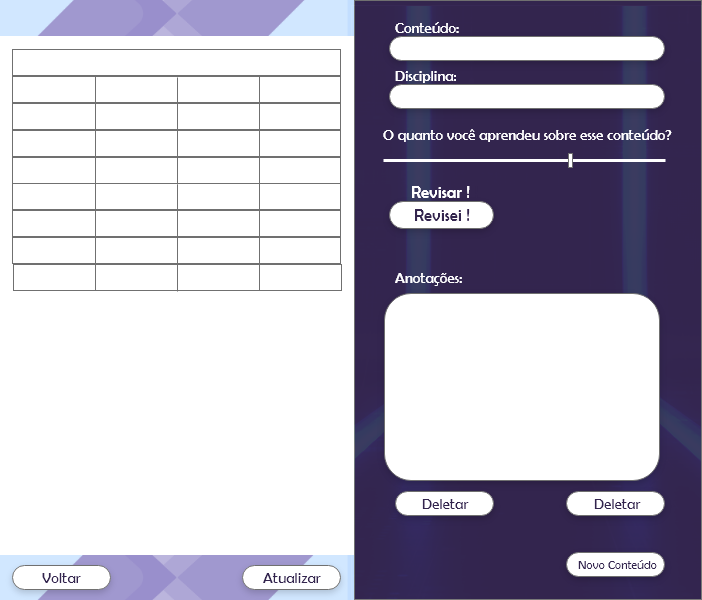 Voltar
Atualizar
Conteúdo:
Disciplina:
O quanto você aprendeu sobre esse conteúdo?
Revisar !
Revisei !
Anotações:
Deletar
Deletar
Novo Conteúdo